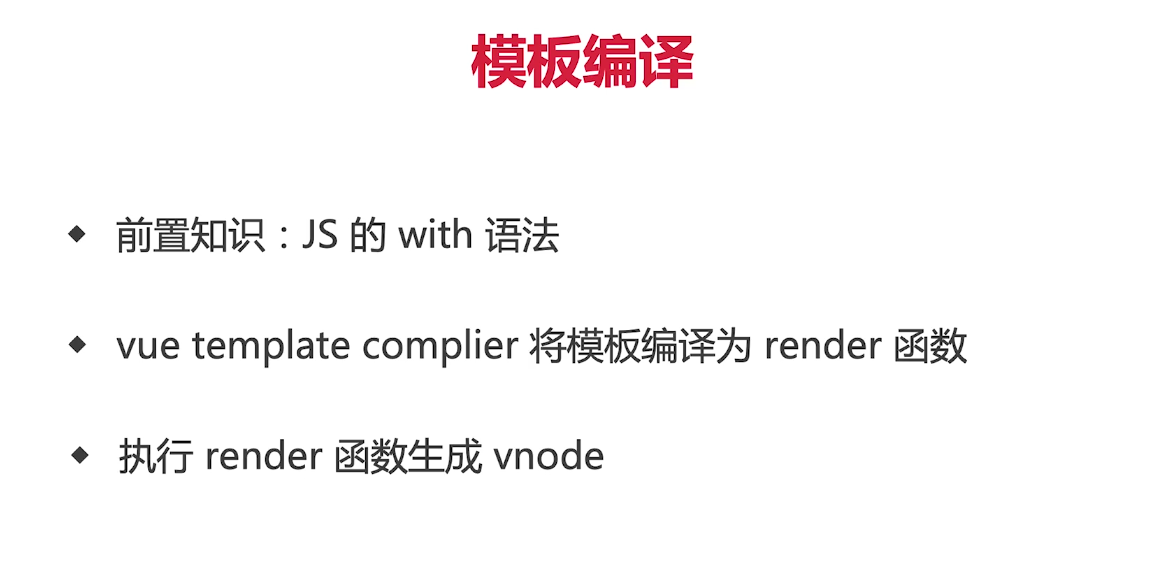 模板编译
◆ 前置知识：JS 的 with 语法
◆ vue template complier 将模板编译为 render 函数
◆ 执行 render 函数生成 vnode